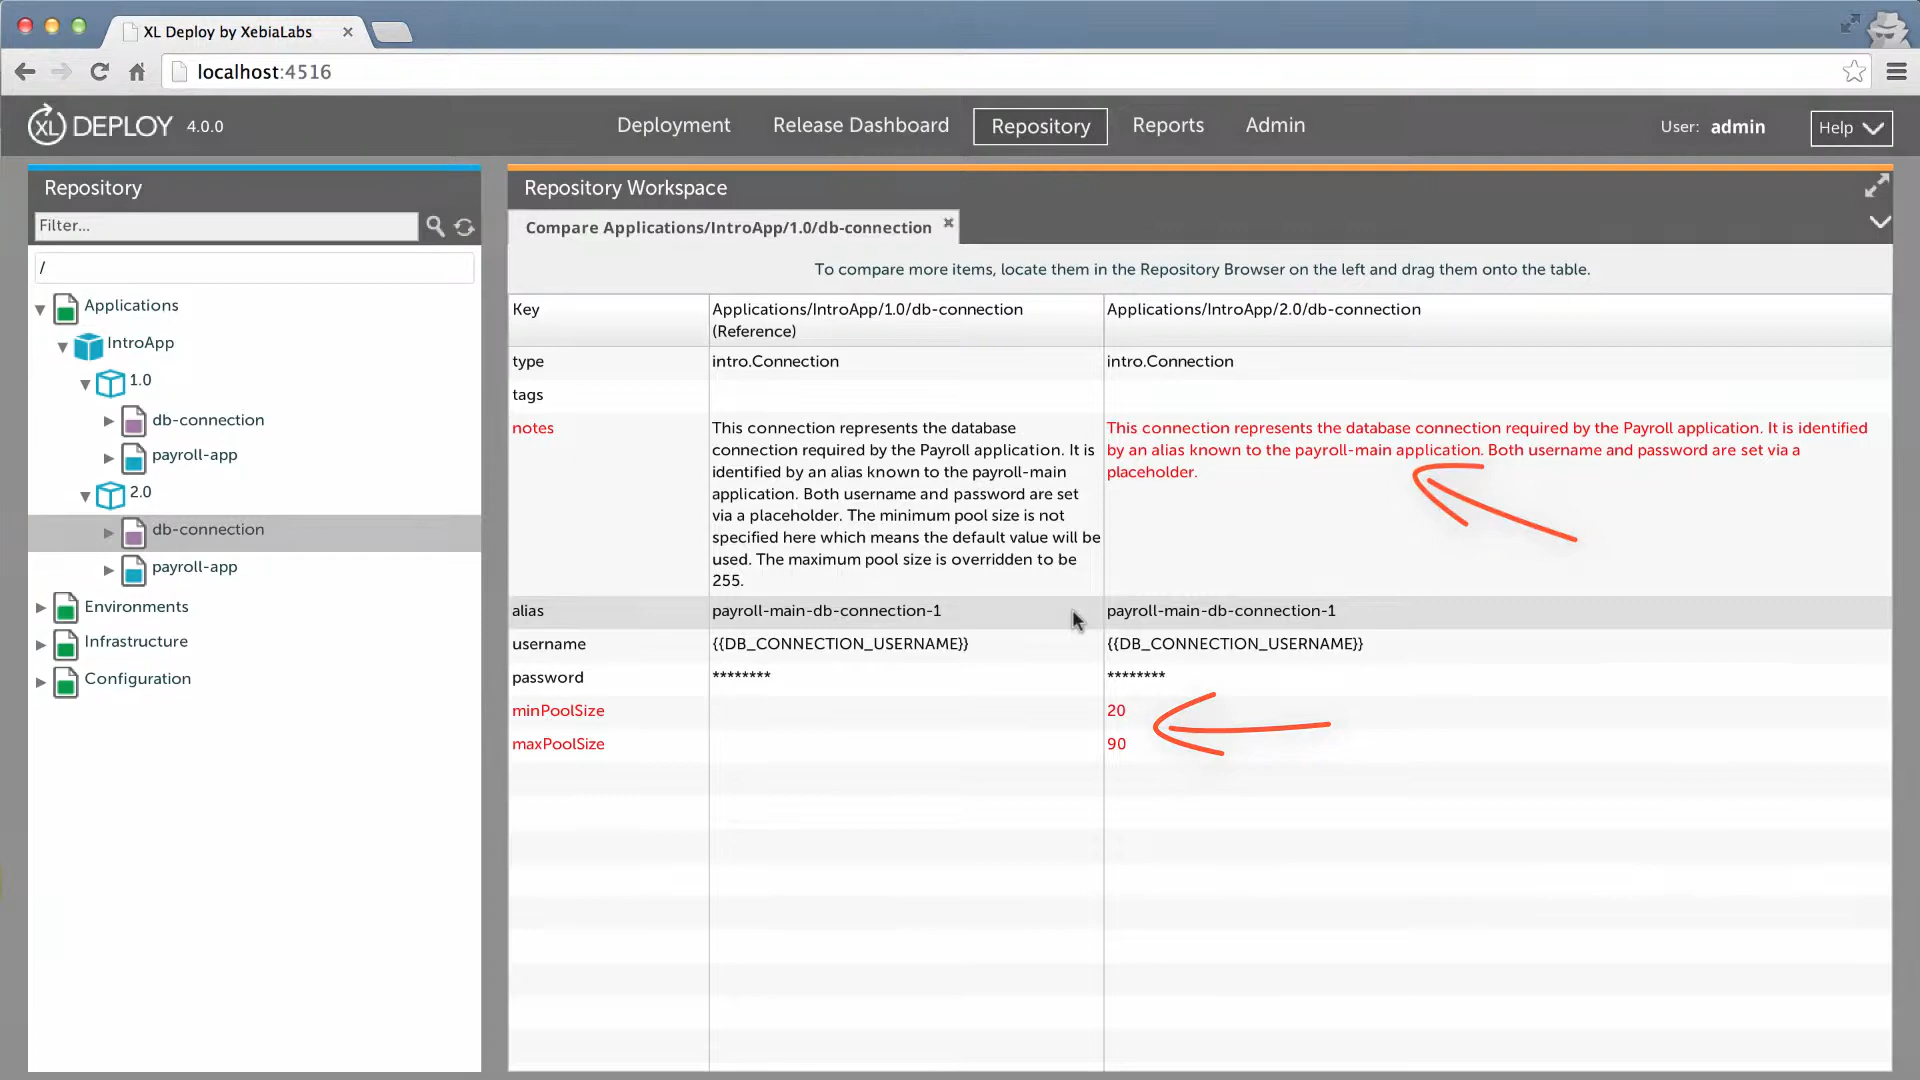 XL Deploy by XebiaLabs
localhost:4516
XL DEPLOY 4.0.0
Deployment Release Dashboard Repository Reports Admin
User: admin
Help
Repository
Filter...
/
Applications
IntroApp
1.0
db-connection
payroll-app
2.0
db-connection
payroll-app
Environments
Infrastructure
Configuration
Repository Workspace
Compare Applications/IntroApp/1.0/db-connection
To compare more items, locate them in the Repository Browser on the left and drag them onto the table.
Key
Applications/IntroApp/1.0/db-connection
(Reference)
Applications/IntroApp/2.0/db-connection
type
intro.Connection
intro.Connection
tags
notes
This connection represents the database
connection required by the Payroll application. It is
identified by an alias known to the payroll-main
application. Both username and password are set
via a placeholder. The minimum pool size is not
specified here which means the default value will be
used. The maximum pool size is overridden to be
255.
This connection represents the database connection required by the Payroll application. It is identified
by an alias known to the payroll-main application. Both username and password are set via a
placeholder.
alias
payroll-main-db-connection-1
payroll-main-db-connection-1
username
{{DB_CONNECTION_USERNAME}}
{{DB_CONNECTION_USERNAME}}
password
********
********
minPoolSize
20
maxPoolSize
90